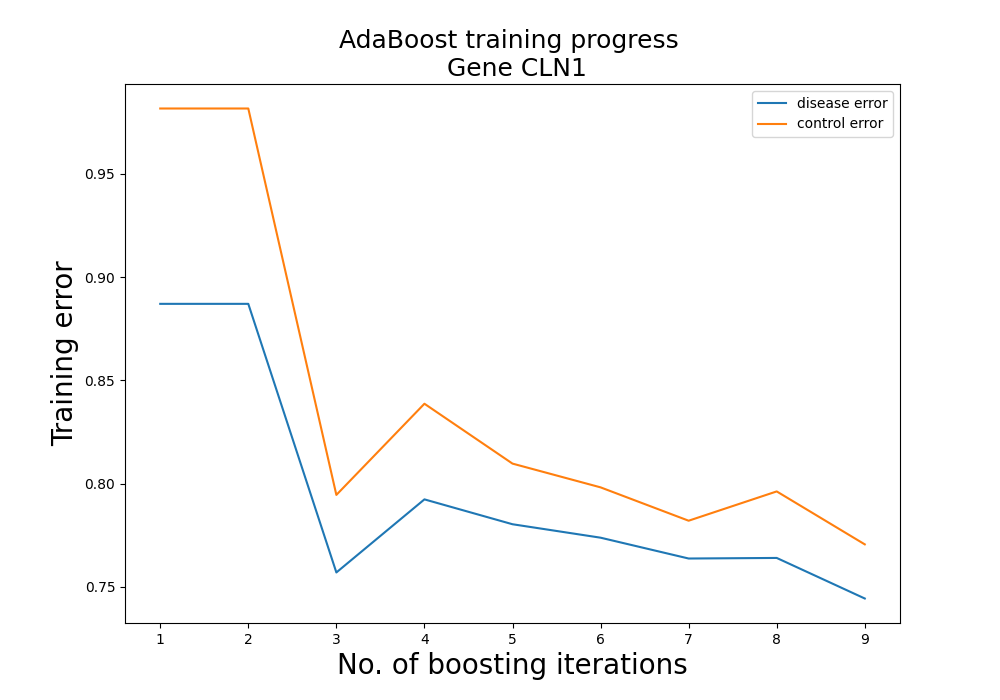 AdaBoost training progress
Gene CLN1
disease error
control error
Training error
0.95
0.90
0.85
0.80
0.75
1 2 3 4 5 6 7 8 9
No. of boosting iterations